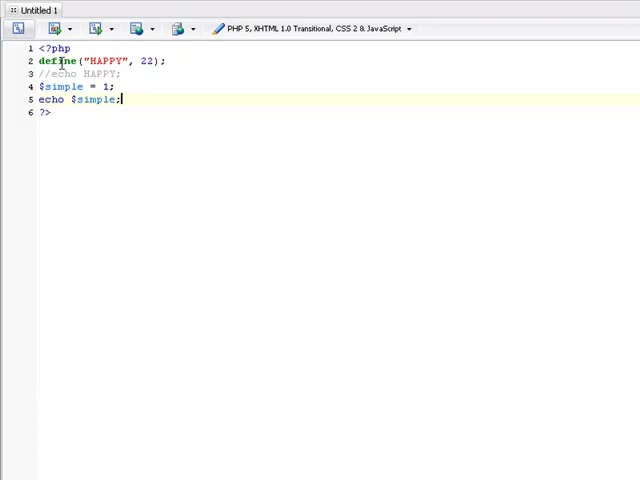 Untitled 1
PHP 5, XHTML 1.0 Transitional, CSS 2 & JavaScript
1 <?php
2 define("HAPPY", 22);
3 //echo HAPPY;
4 $simple = 1;
5 echo $simple;
6 ?>